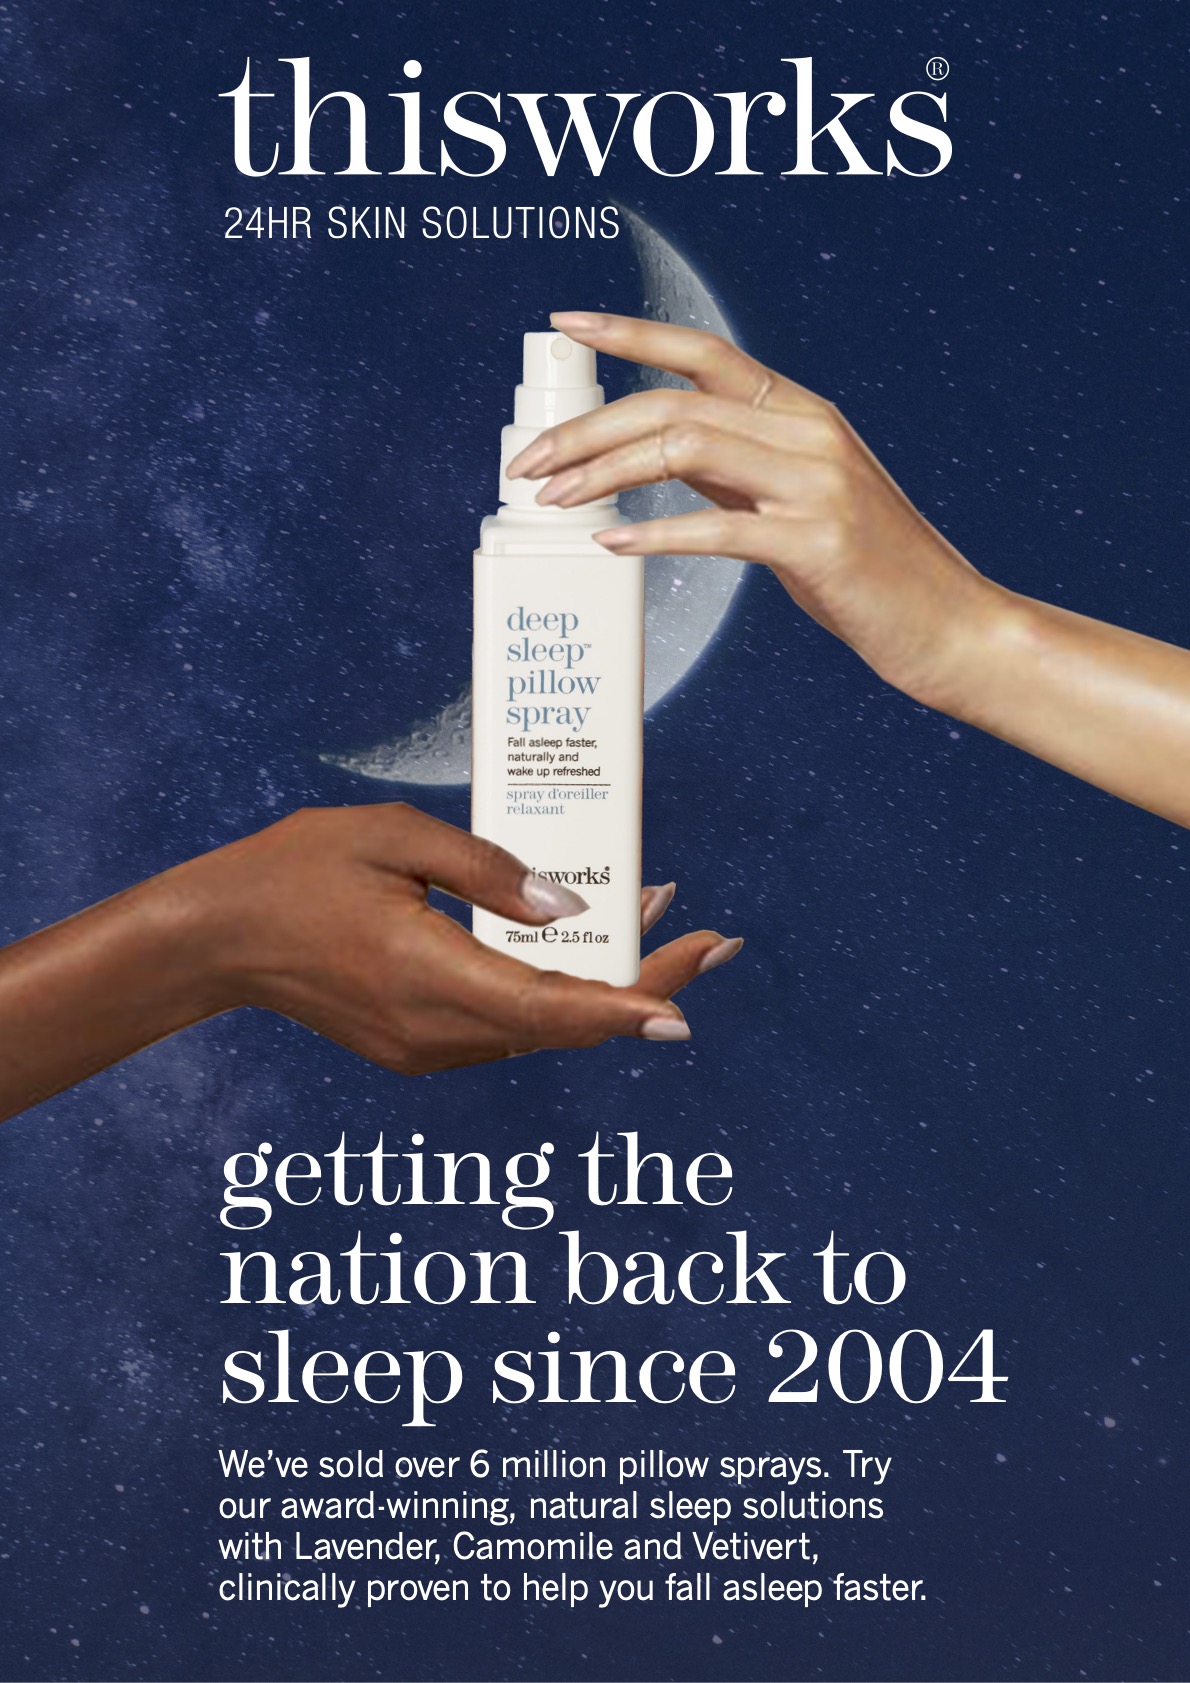 thisworks®
24HR SKIN SOLUTIONS
deep
sleep™
pillow
spray
Fall asleep faster,
naturally and
wake up refreshed
spray d'oreiller
relaxant
isworks
75ml ℮ 2.5 fl oz
getting the
nation back to
sleep since 2004
We've sold over 6 million pillow sprays. Try
our award-winning, natural sleep solutions
with Lavender, Camomile and Vetivert,
clinically proven to help you fall asleep faster.